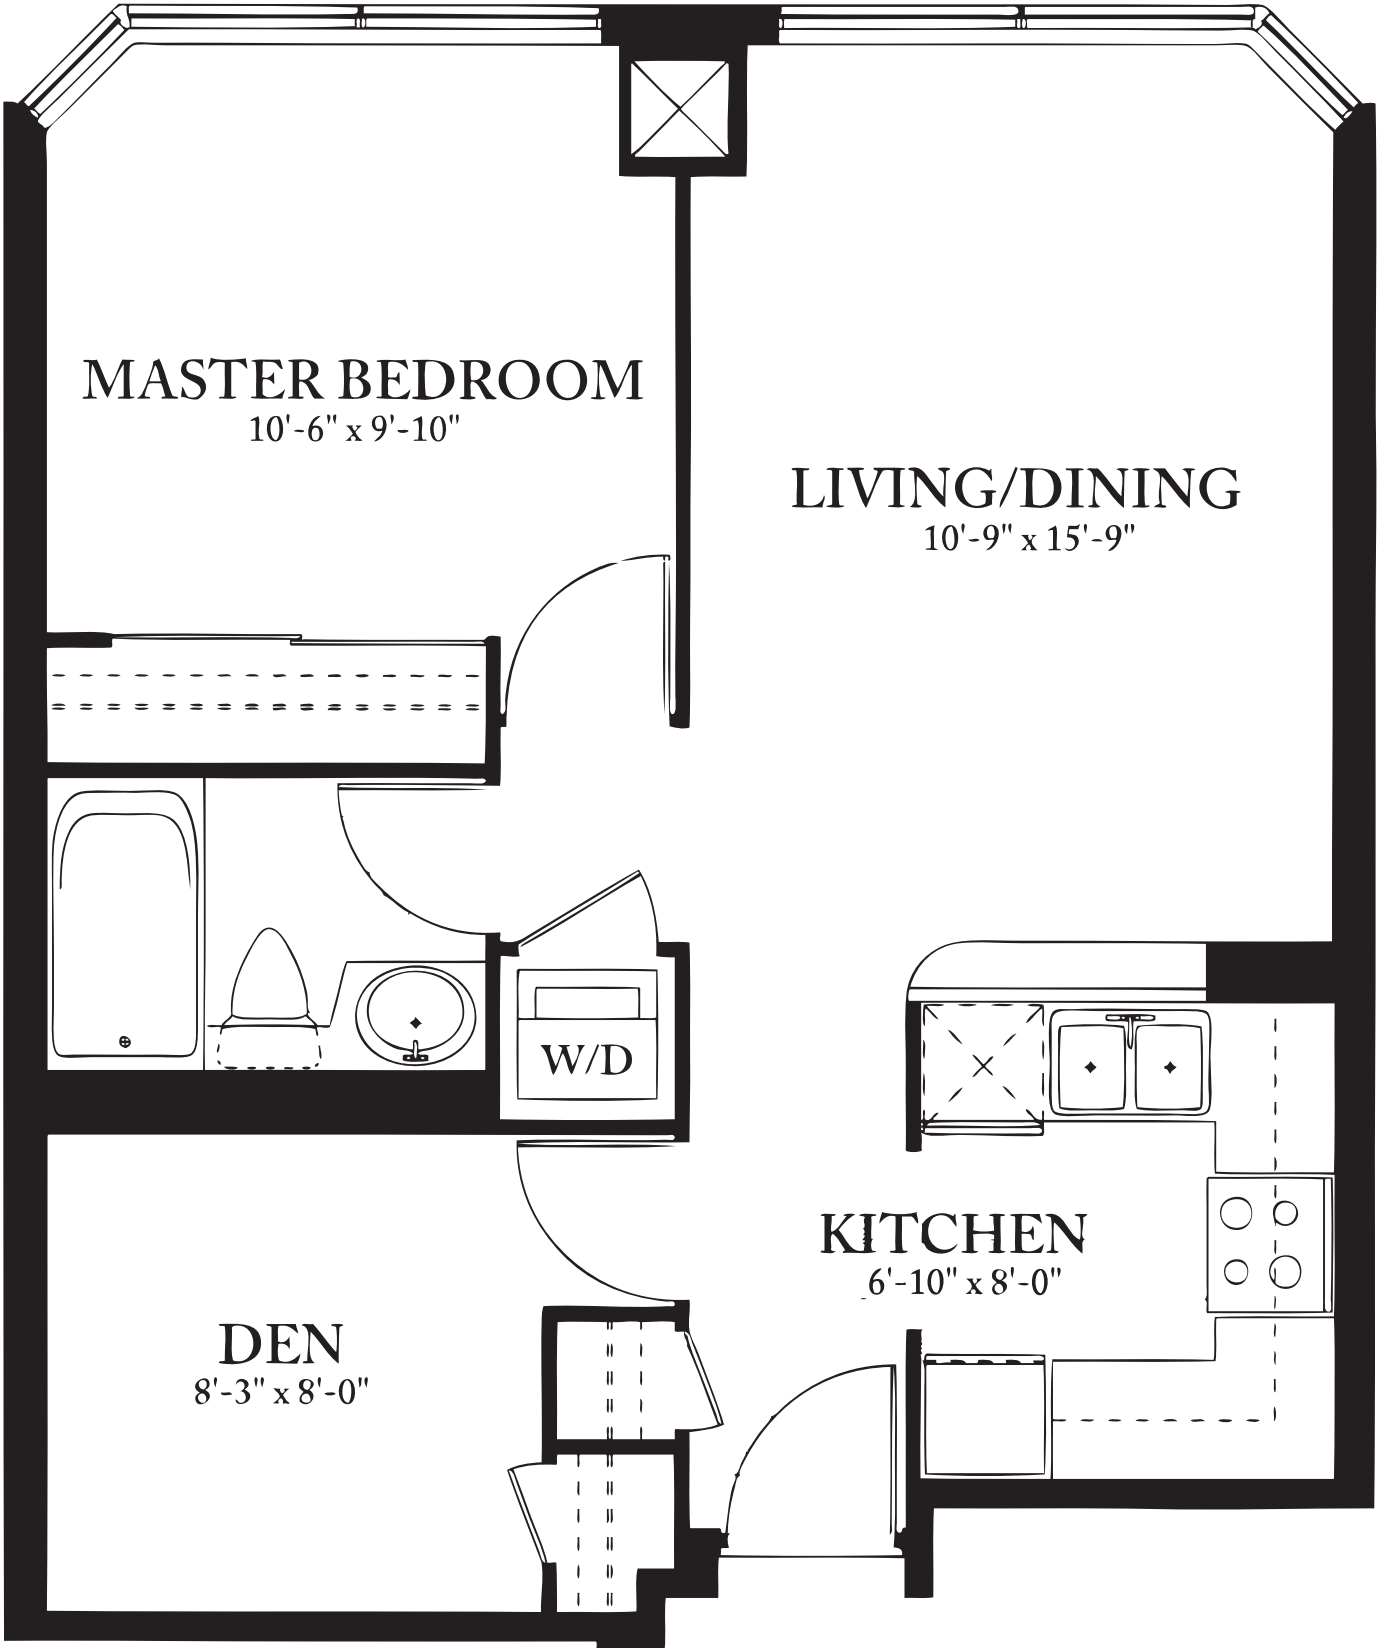 MASTER BEDROOM
10'-6" x 9'-10"
LIVING/DINING
10'-9" x 15'-9"
W/D
KITCHEN
6'-10" x 8'-0"
DEN
8'-3" x 8'-0"